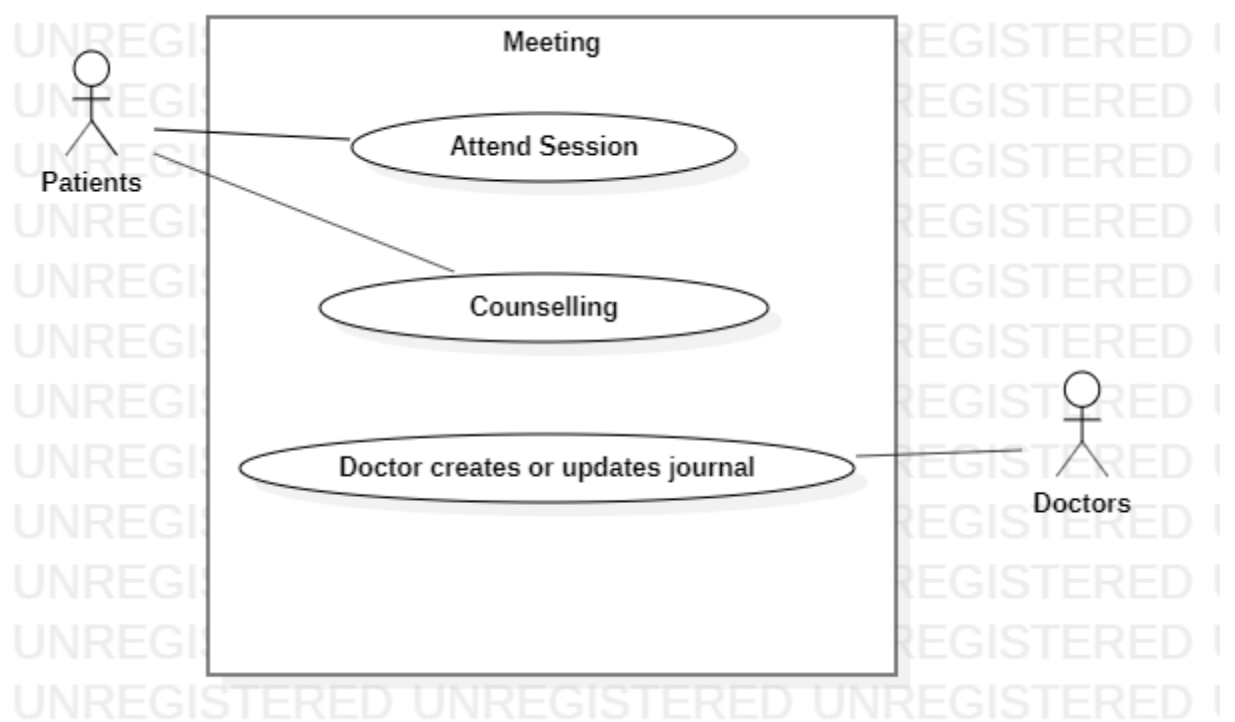 Meeting
Attend Session
Patients
Counselling
Doctor creates or updates journal
Doctors
UNREGISTERED UNREGISTERED UNREGISTERED